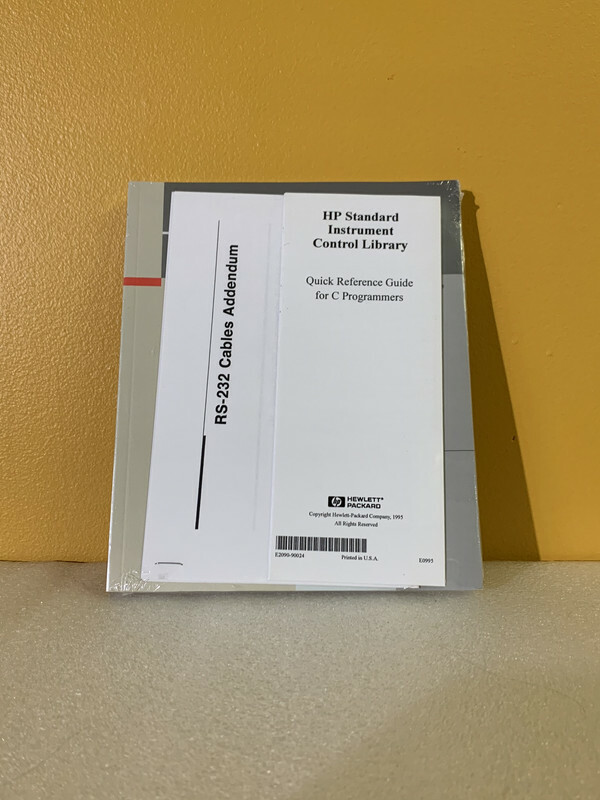 RS-232 Cables Addendum
HP Standard
Instrument
Control Library
Quick Reference Guide
for C Programmers
hp HEWLETT®
PACKARD
Copyright Hewlett-Packard Company, 1995
All Rights Reserved
E2090-90024 Printed in U.S.A. E0995